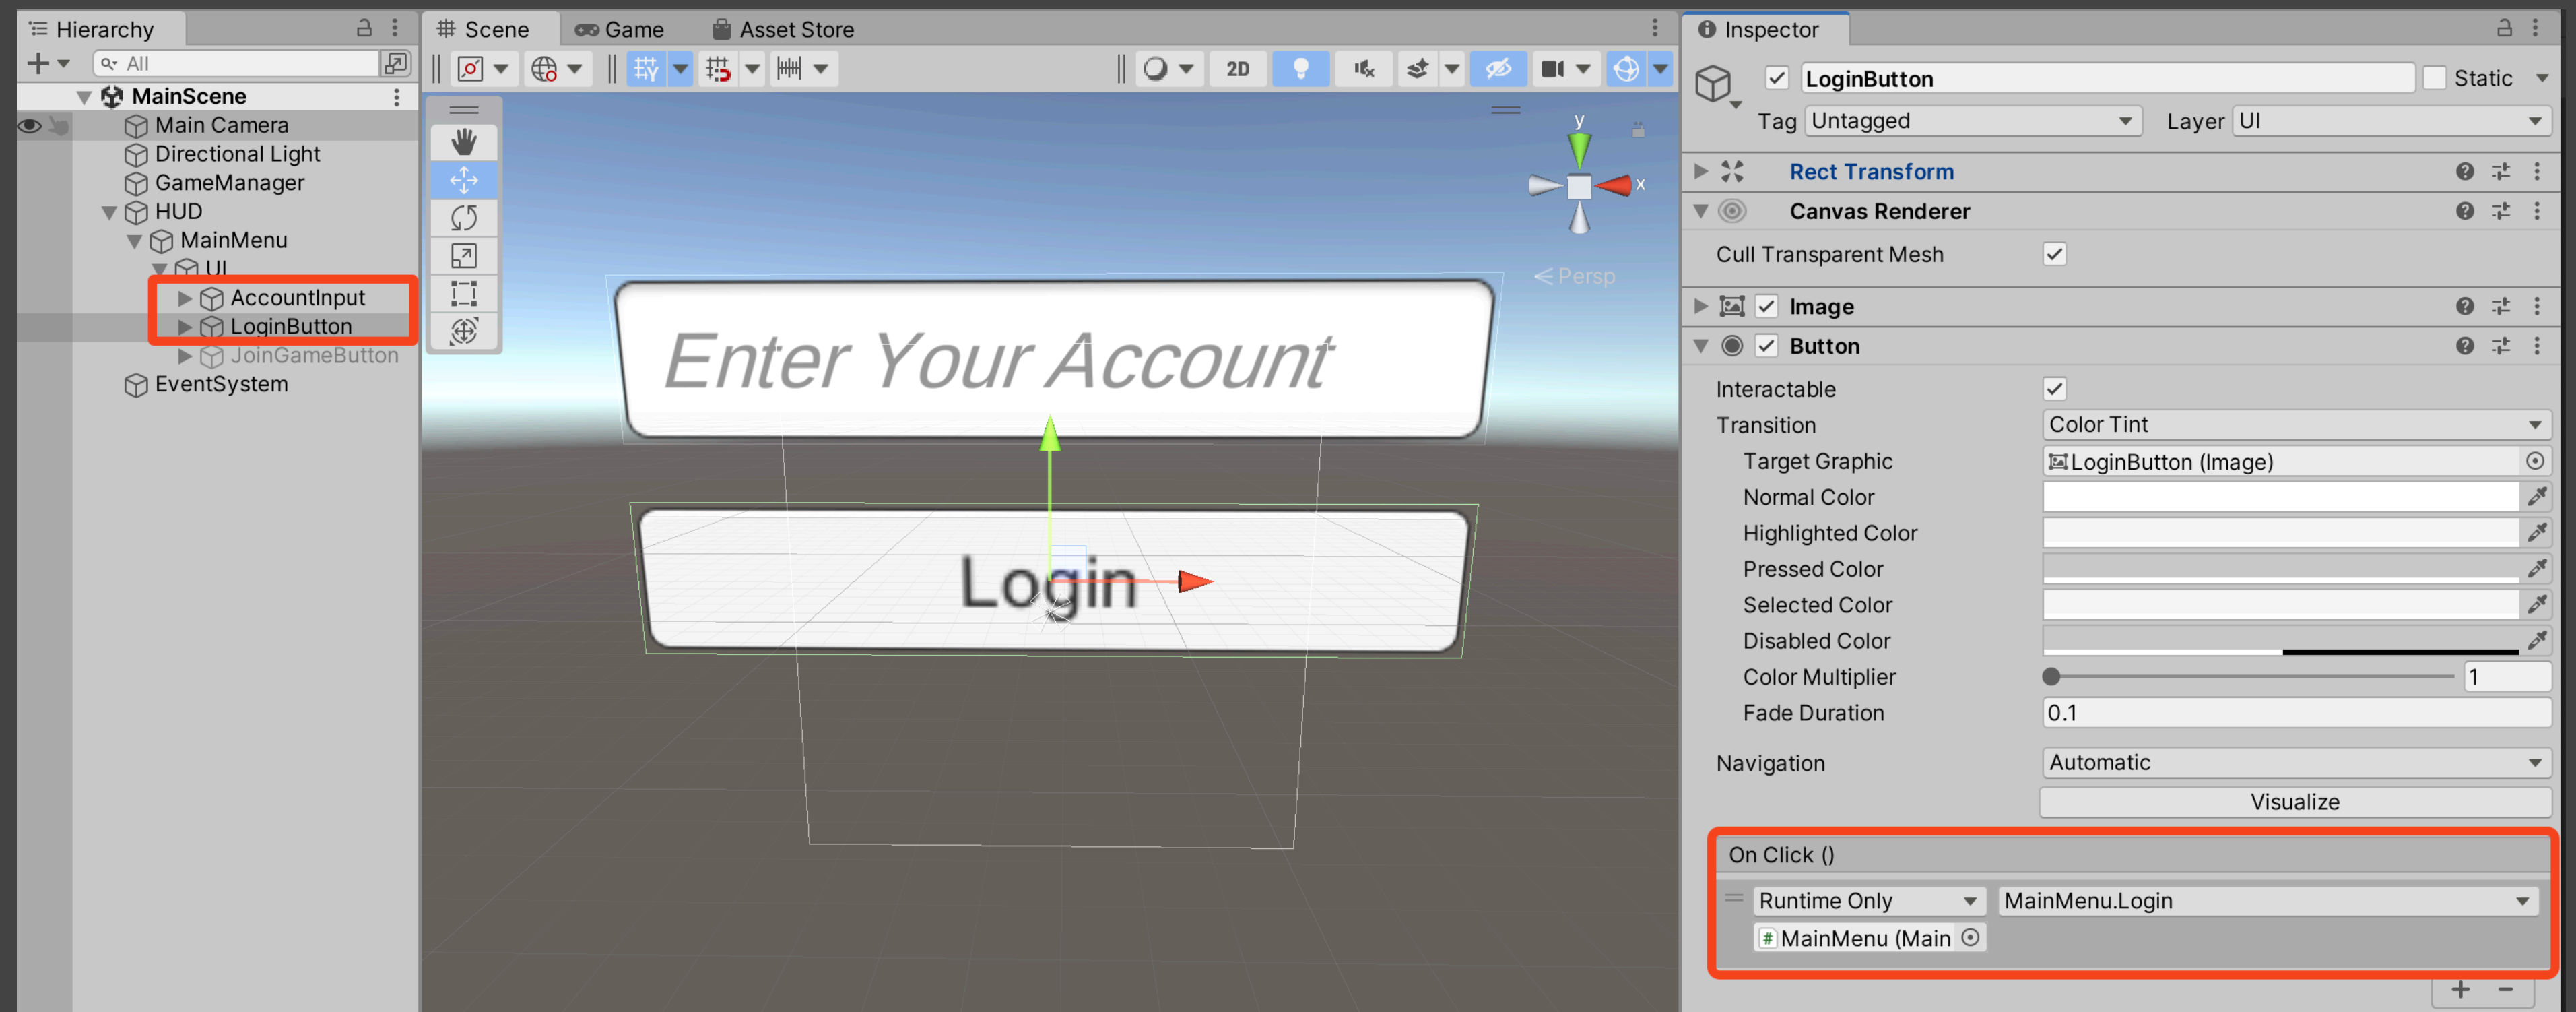 Hierarchy
All
MainScene
Main Camera
Directional Light
GameManager
HUD
MainMenu
UI
AccountInput
LoginButton
JoinGameButton
EventSystem
Scene Game Asset Store
2D
y
x
Persp
Enter Your Account
Login
Inspector
LoginButton Static
Tag Untagged Layer UI
Rect Transform
Canvas Renderer
Cull Transparent Mesh
Image
Button
Interactable
Transition Color Tint
Target Graphic LoginButton (Image)
Normal Color
Highlighted Color
Pressed Color
Selected Color
Disabled Color
Color Multiplier 1
Fade Duration 0.1
Navigation Automatic
Visualize
On Click ()
Runtime Only MainMenu.Login
# MainMenu (Main